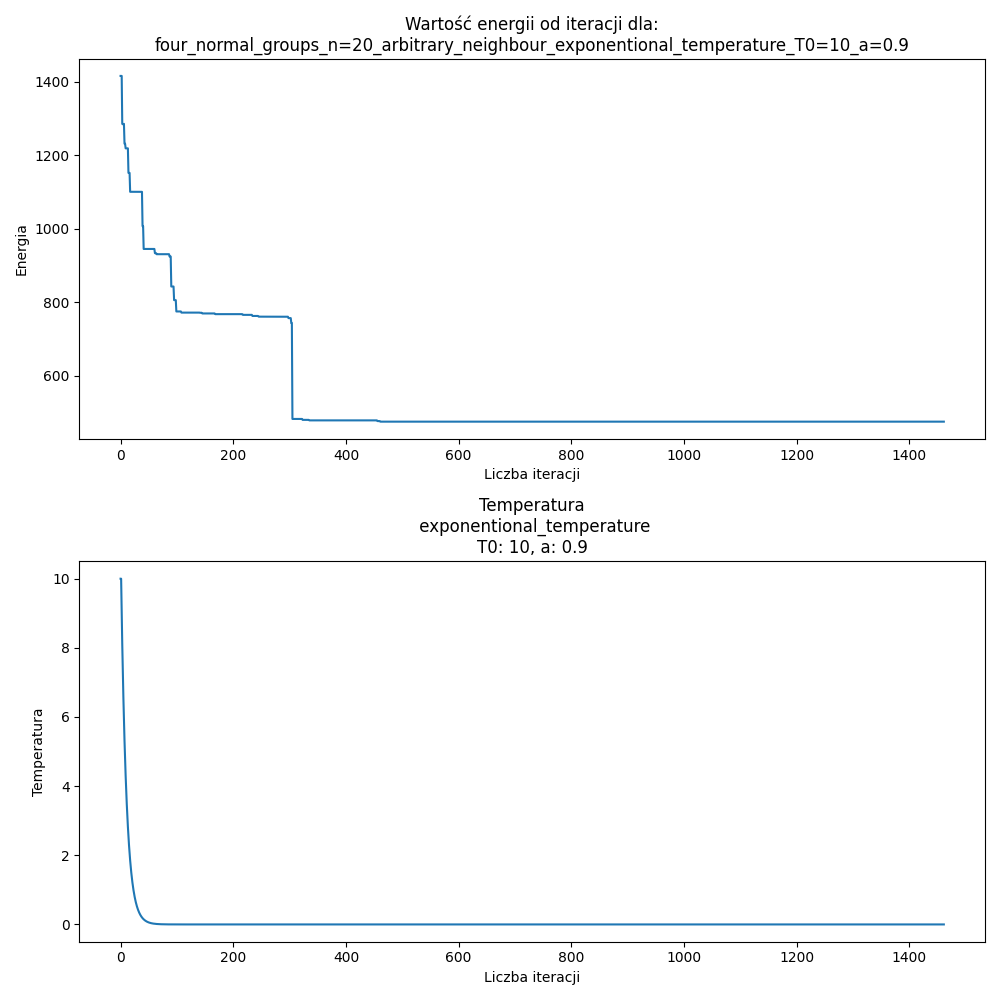 Wartość energii od iteracji dla:
four_normal_groups_n=20_arbitrary_neighbour_exponentional_temperature_T0=10_a=0.9
1400
1200
1000
800
600
Energia
0 200 400 600 800 1000 1200 1400
Liczba iteracji
Temperatura
exponentional_temperature
T0: 10, a: 0.9
10
8
6
4
2
0
Temperatura
0 200 400 600 800 1000 1200 1400
Liczba iteracji